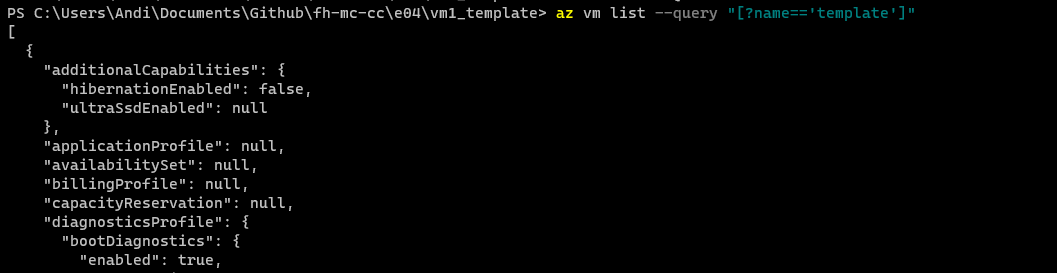 PS C:\Users\Andi\Documents\Github\fh-mc-cc\e04\vm1_template> az vm list --query "[?name=='template']"
[
  {
    "additionalCapabilities": {
      "hibernationEnabled": false,
      "ultraSsdEnabled": null
    },
    "applicationProfile": null,
    "availabilitySet": null,
    "billingProfile": null,
    "capacityReservation": null,
    "diagnosticsProfile": {
      "bootDiagnostics": {
        "enabled": true,